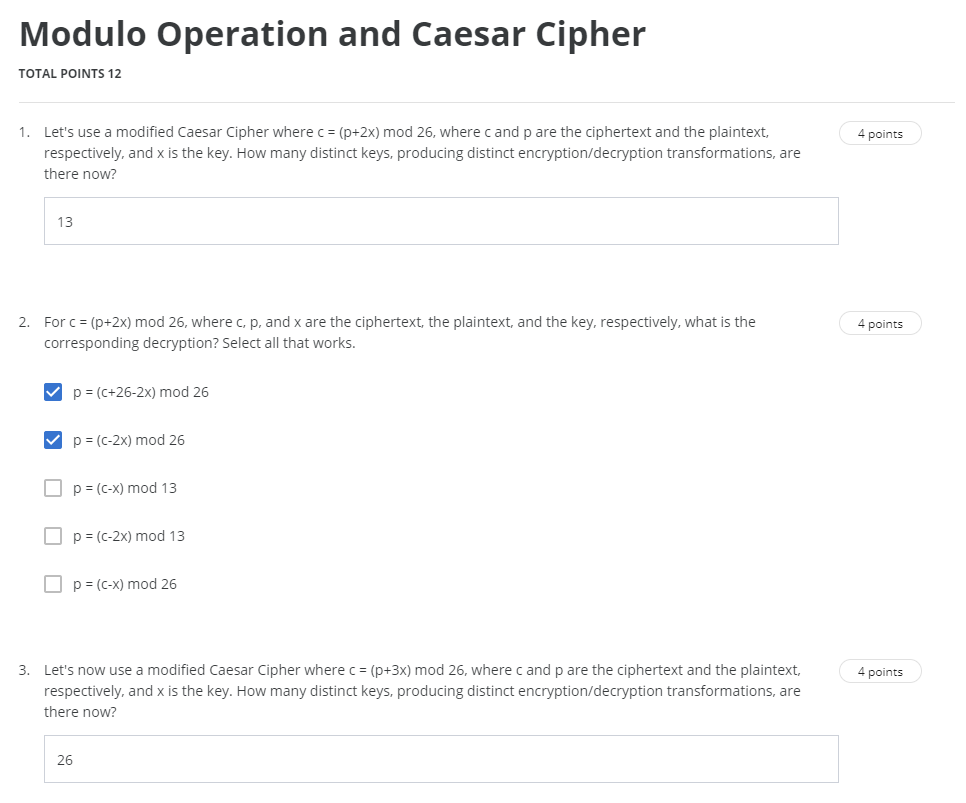 Modulo Operation and Caesar Cipher
TOTAL POINTS 12
1. Let's use a modified Caesar Cipher where c = (p+2x) mod 26, where c and p are the ciphertext and the plaintext, 4 points
respectively, and x is the key. How many distinct keys, producing distinct encryption/decryption transformations, are
there now?
13
2. For c = (p+2x) mod 26, where c, p, and x are the ciphertext, the plaintext, and the key, respectively, what is the 4 points
corresponding decryption? Select all that works.
p = (c+26-2x) mod 26
p = (c-2x) mod 26
p = (c-x) mod 13
p = (c-2x) mod 13
p = (c-x) mod 26
3. Let's now use a modified Caesar Cipher where c = (p+3x) mod 26, where c and p are the ciphertext and the plaintext, 4 points
respectively, and x is the key. How many distinct keys, producing distinct encryption/decryption transformations, are
there now?
26